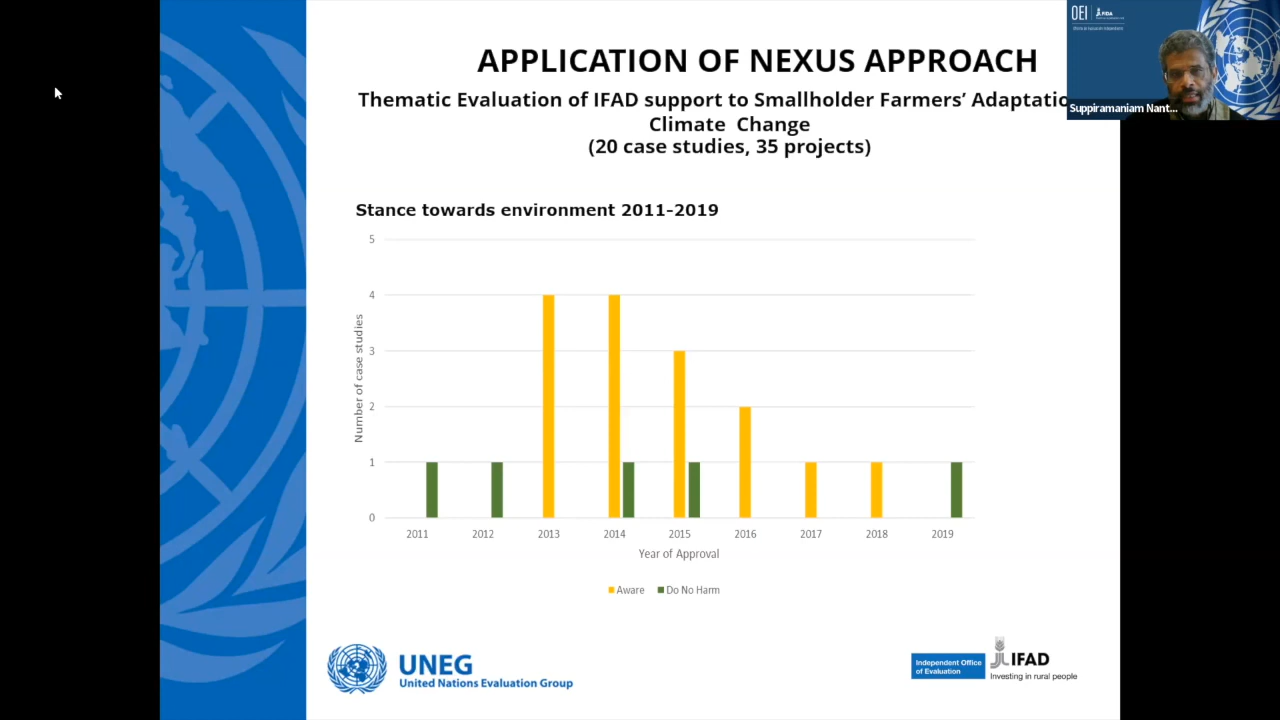 APPLICATION OF NEXUS APPROACH
Thematic Evaluation of IFAD support to Smallholder Farmers’ Adaptatio
Climate Change
(20 case studies, 35 projects)
OEI
Suppiramaniam Nant...
Stance towards environment 2011-2019
Number of case studies
5
4
3
2
1
0
2011 2012 2013 2014 2015 2016 2017 2018 2019
Year of Approval
Aware Do No Harm
UNEG
United Nations Evaluation Group
Independent Office
of Evaluation
IFAD
Investing in rural people